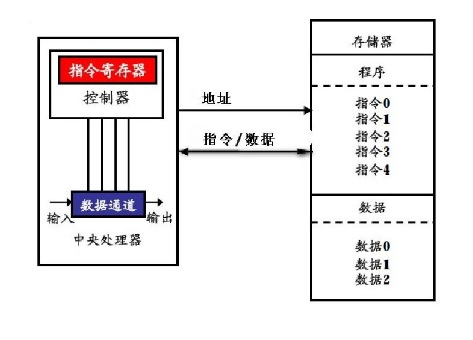 指令寄存器
控制器
数据通道
输入
输出
中央处理器
地址
指令/数据
存储器
程序
指令0
指令1
指令2
指令3
指令4
数据
数据0
数据1
数据2